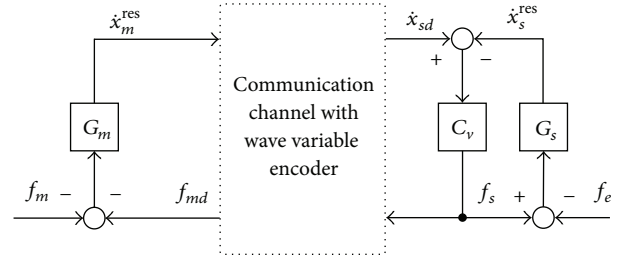 ẋ_m^res
ẋ_sd
ẋ_s^res
+ −
Communication
channel with
wave variable
encoder
G_m
C_v
G_s
f_m − −
f_md
f_s + −
f_e